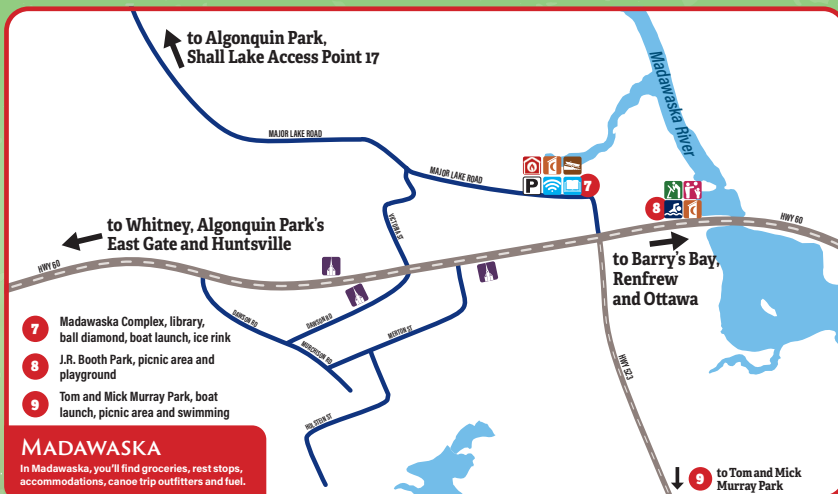 to Algonquin Park,
Shall Lake Access Point 17
MAJOR LAKE ROAD
MAJOR LAKE ROAD
Madawaska River
P
7
8
HWY 60
VICTORIA ST
to Whitney, Algonquin Park's
East Gate and Huntsville
to Barry's Bay,
Renfrew
and Ottawa
HWY 60
DAWSON RD
DAWSON RD
MURCHISON RD
MERTON ST
HWY 523
HOLSTEIN ST
7 Madawaska Complex, library,
ball diamond, boat launch, ice rink
8 J.R. Booth Park, picnic area and
playground
9 Tom and Mick Murray Park, boat
launch, picnic area and swimming
MADAWASKA
In Madawaska, you'll find groceries, rest stops,
accommodations, canoe trip outfitters and fuel.
9 to Tom and Mick
Murray Park